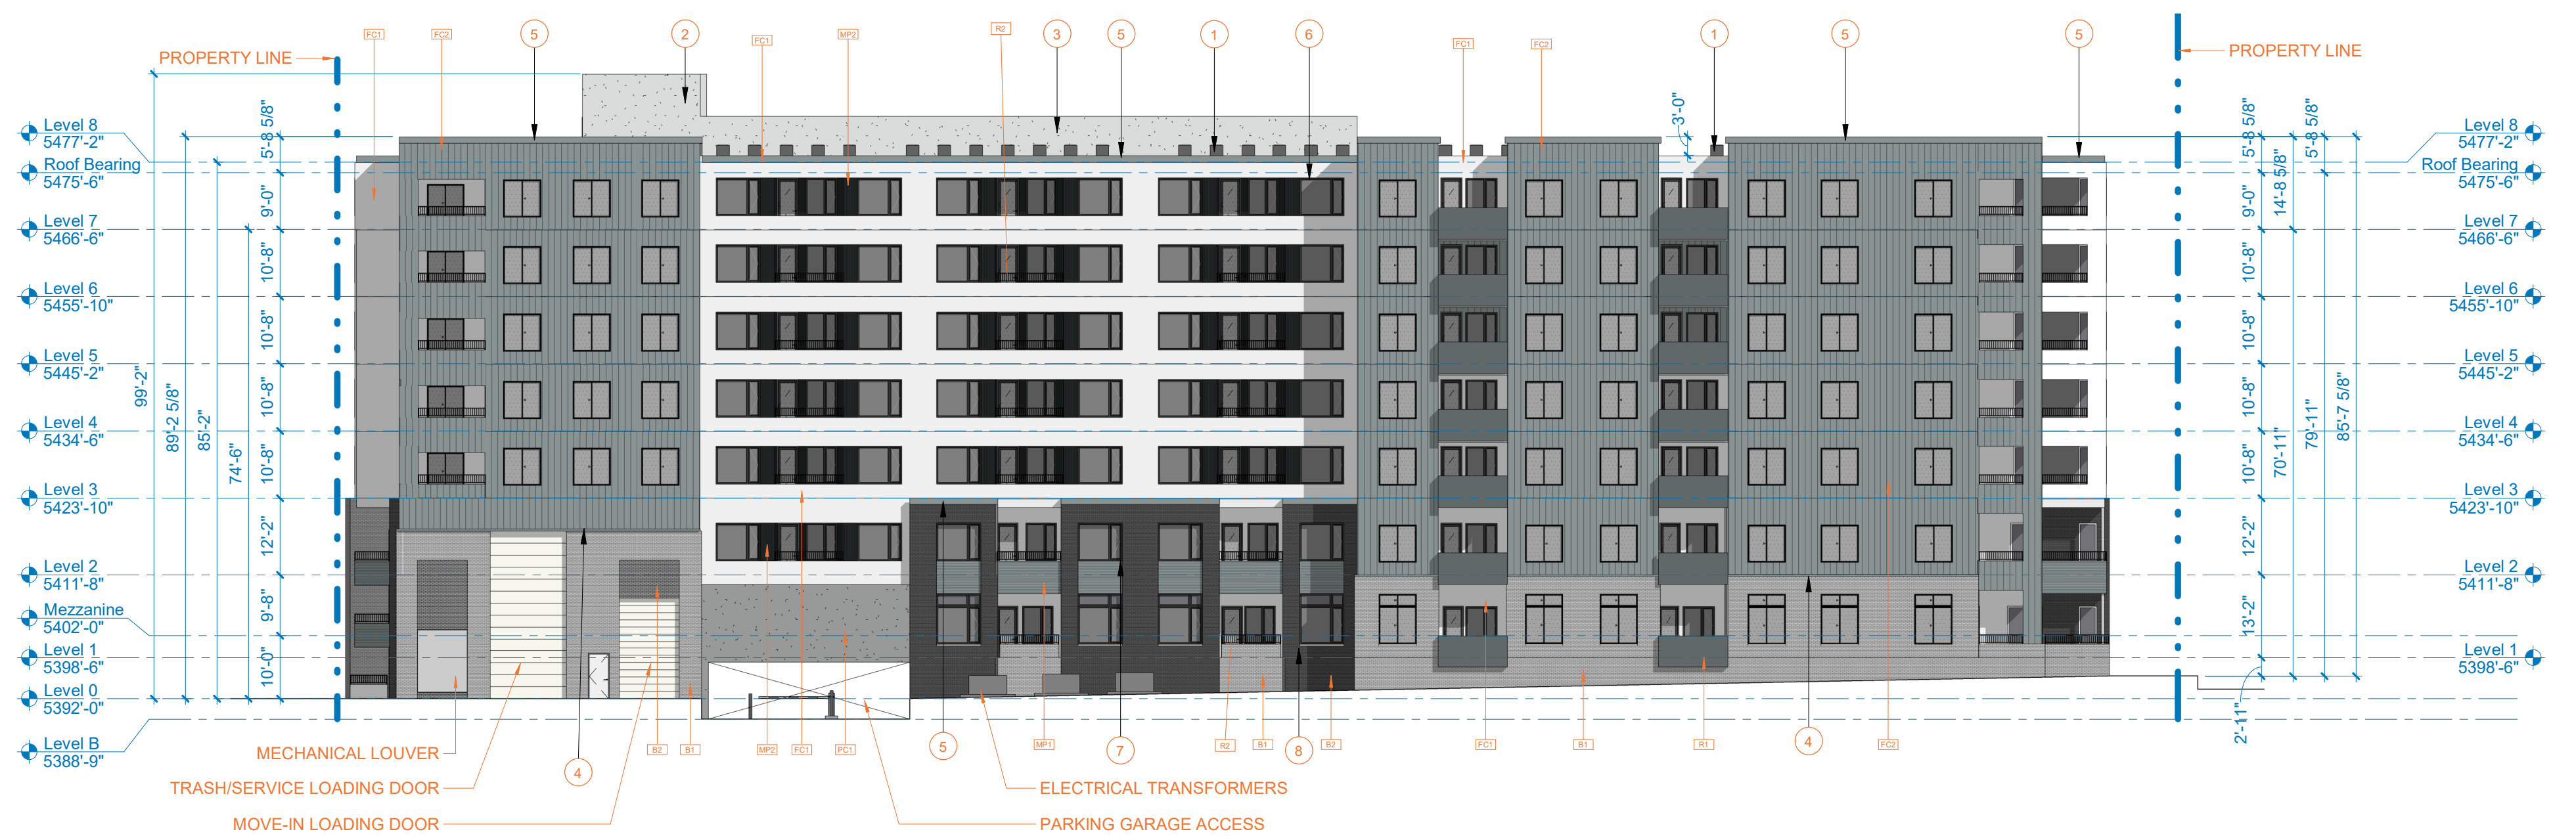 FC1
FC2
5
2
FC1
MP2
R2
3
5
1
6
FC1
FC2
1
5
5
PROPERTY LINE
PROPERTY LINE
Level 8
5477'-2"
Roof Bearing
5475'-6"
Level 7
5466'-6"
Level 6
5455'-10"
Level 5
5445'-2"
Level 4
5434'-6"
Level 3
5423'-10"
Level 2
5411'-8"
Mezzanine
5402'-0"
Level 1
5398'-6"
Level 0
5392'-0"
Level B
5388'-9"
99'-2"
89'-2 5/8"
85'-2"
74'-6"
5'-8 5/8"
9'-0"
10'-8"
10'-8"
10'-8"
10'-8"
12'-2"
9'-8"
10'-0"
3'-0"
5'-8 5/8"
9'-0"
10'-8"
10'-8"
10'-8"
10'-8"
12'-2"
13'-2"
2'-11"
14'-8 5/8"
70'-11"
5'-8 5/8"
79'-11"
85'-7 5/8"
Level 8
5477'-2"
Roof Bearing
5475'-6"
Level 7
5466'-6"
Level 6
5455'-10"
Level 5
5445'-2"
Level 4
5434'-6"
Level 3
5423'-10"
Level 2
5411'-8"
Level 1
5398'-6"
4
B2
B1
MP2
FC1
PC1
5
MP1
7
R2
B1
8
B2
FC1
B1
R1
4
FC2
MECHANICAL LOUVER
TRASH/SERVICE LOADING DOOR
MOVE-IN LOADING DOOR
ELECTRICAL TRANSFORMERS
PARKING GARAGE ACCESS